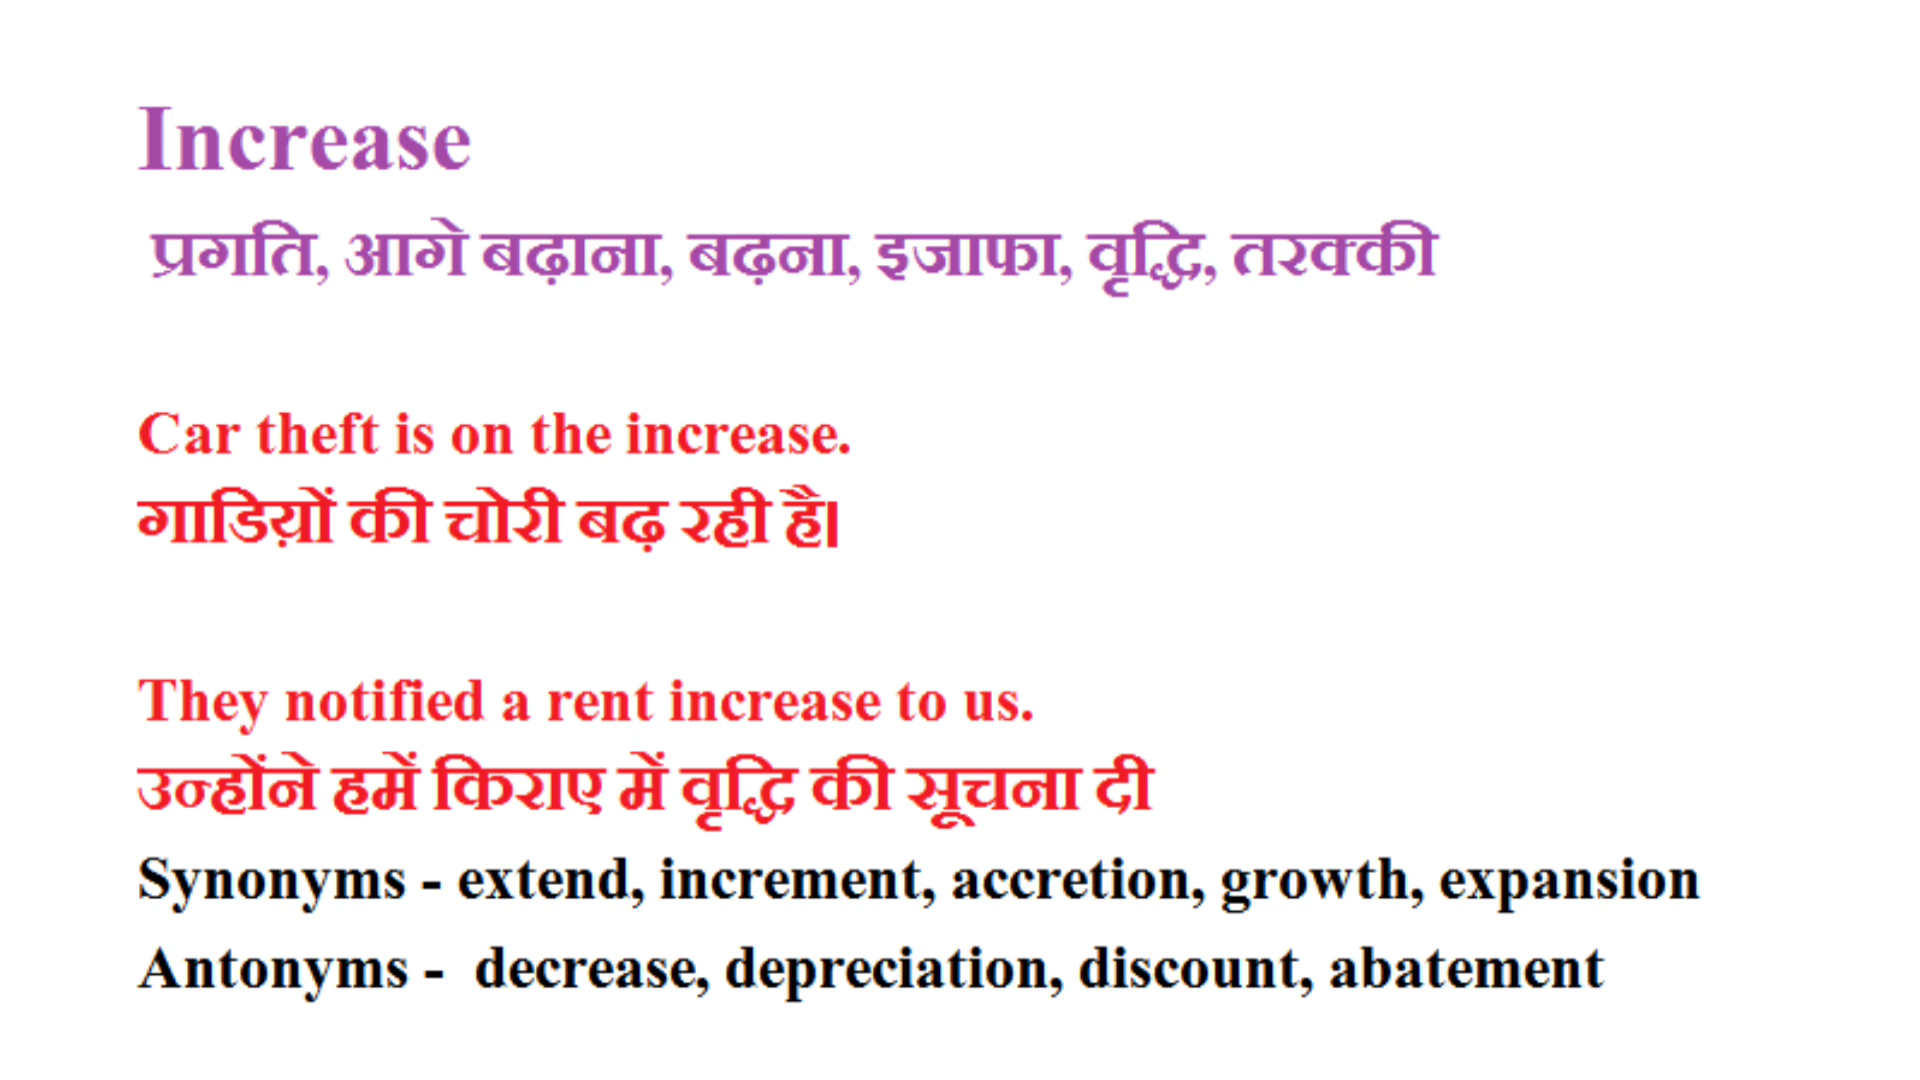 Increase
प्रगति, आगे बढ़ाना, बढ़ना, इजाफा, वृद्धि, तरक्की
Car theft is on the increase.
गाडिय़ों की चोरी बढ़ रही है।
They notified a rent increase to us.
उन्होंने हमें किराए में वृद्धि की सूचना दी
Synonyms - extend, increment, accretion, growth, expansion
Antonyms -  decrease, depreciation, discount, abatement